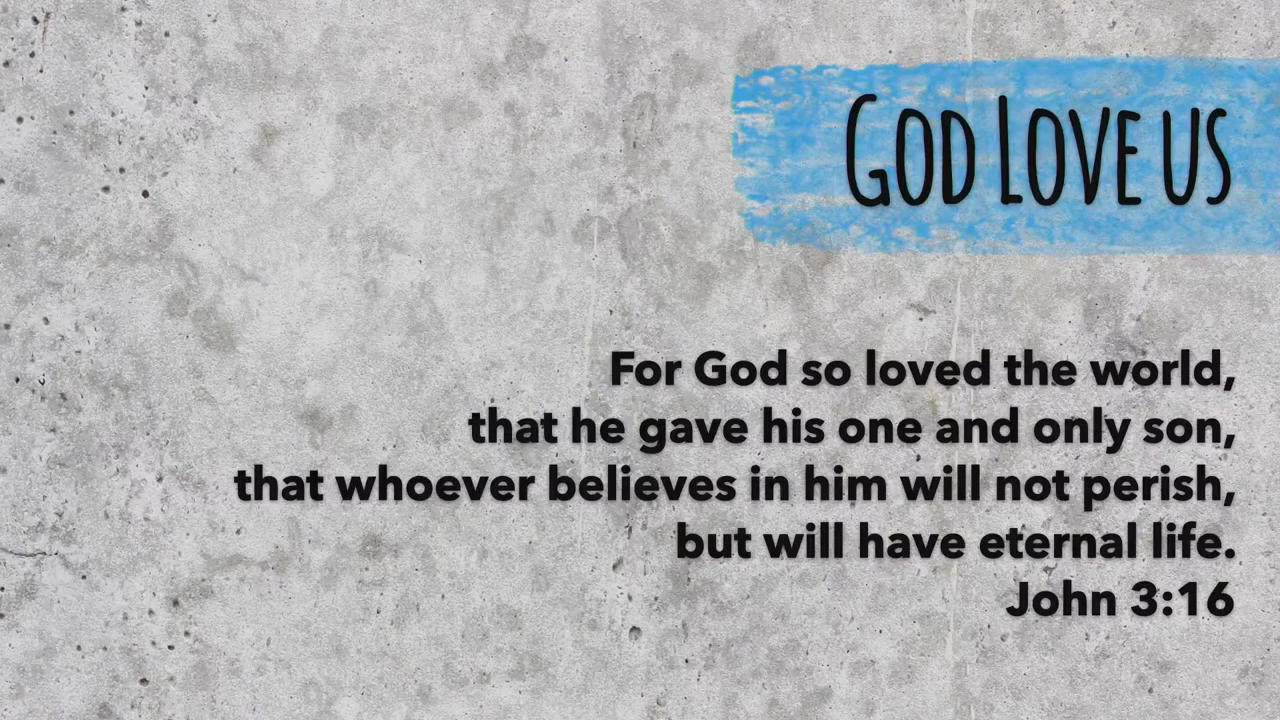 God Love us
For God so loved the world,
that he gave his one and only son,
that whoever believes in him will not perish,
but will have eternal life.
John 3:16